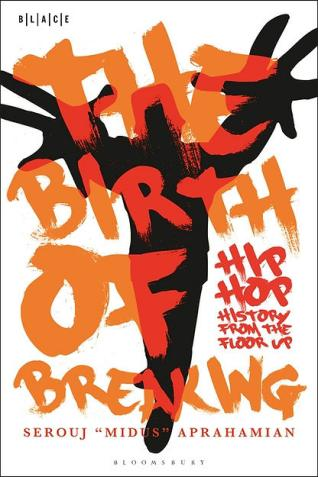 B|L|A|C|E
THE
BIRTH
OF
BREAKING
HIP
HOP
HISTORY
FROM THE
FLOOR UP
SEROUJ "MIDUS" APRAHAMIAN
BLOOMSBURY